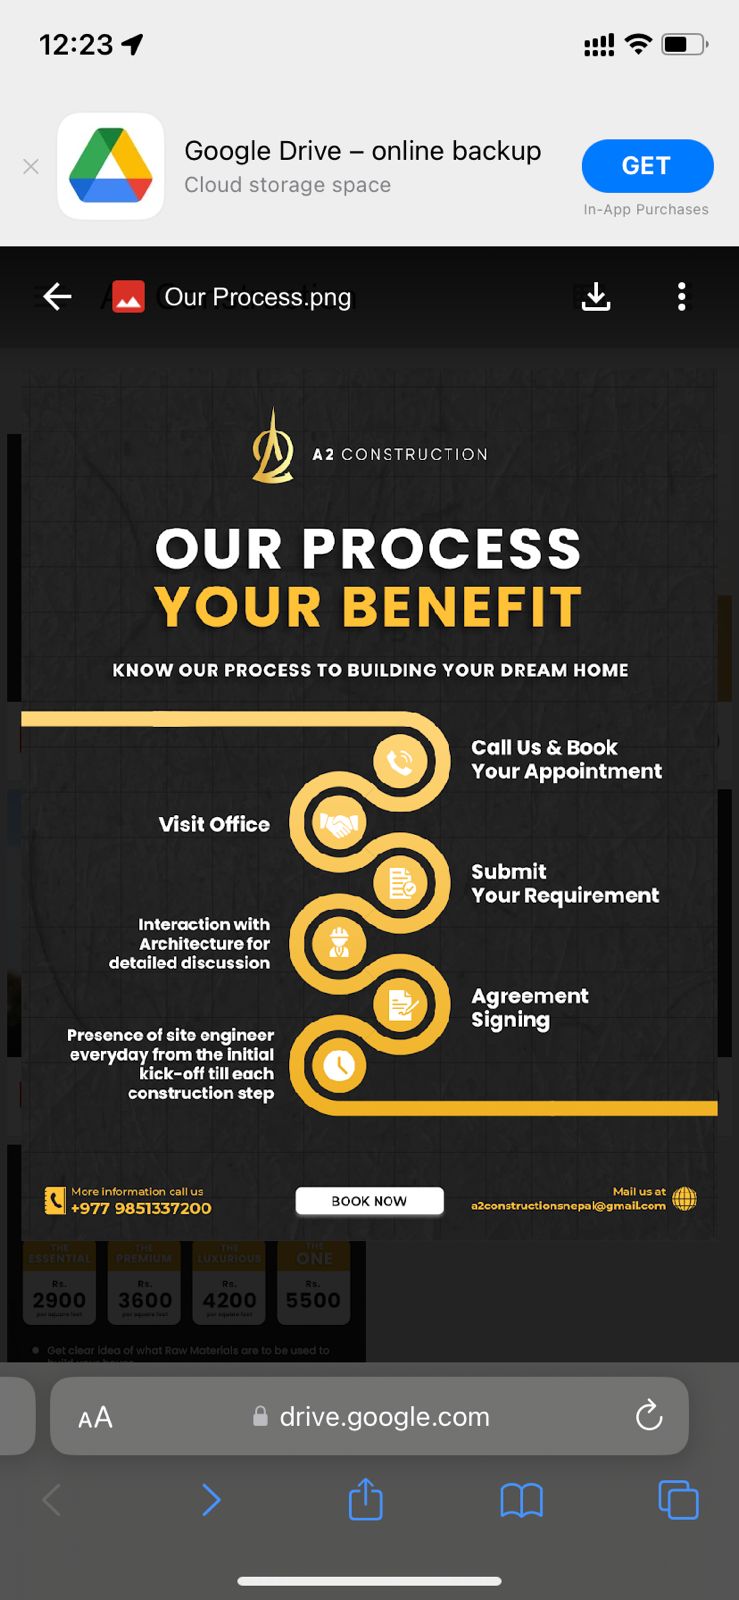 12:23
Google Drive – online backup
Cloud storage space
GET
In-App Purchases
Our Process.png
A2 CONSTRUCTION
OUR PROCESS
YOUR BENEFIT
KNOW OUR PROCESS TO BUILDING YOUR DREAM HOME
Call Us & Book
Your Appointment
Visit Office
Submit
Your Requirement
Interaction with
Architecture for
detailed discussion
Agreement
Signing
Presence of site engineer
everyday from the initial
kick-off till each
construction step
More information call us
+977 9851337200
BOOK NOW
Mail us at
a2constructionsnepal@gmail.com
THE ESSENTIAL
THE PREMIUM
THE LUXURIOUS
THE ONE
Rs. Rs. Rs. Rs.
2900 3600 4200 5500
per square feet per square feet per square feet per square feet
Get clear idea of what Raw Materials are to be used to
AA
drive.google.com